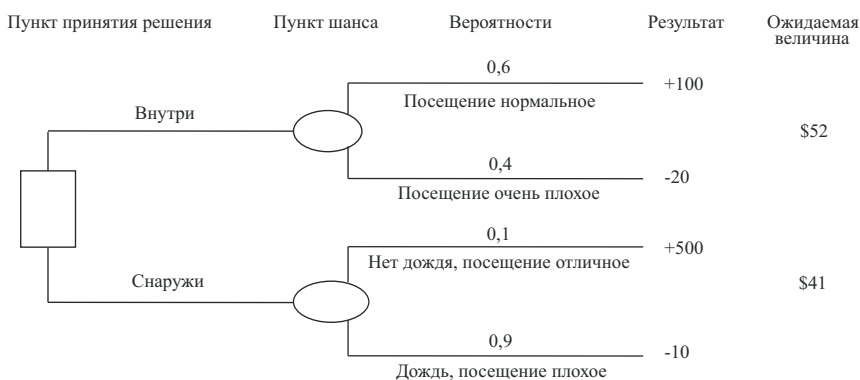 Пункт принятия решения
Пункт шанса
Вероятности
Результат
Ожидаемая
величина
0,6
+100
Посещение нормальное
Внутри
$52
0,4
-20
Посещение очень плохое
0,1
+500
Нет дождя, посещение отличное
Снаружи
$41
0,9
-10
Дождь, посещение плохое